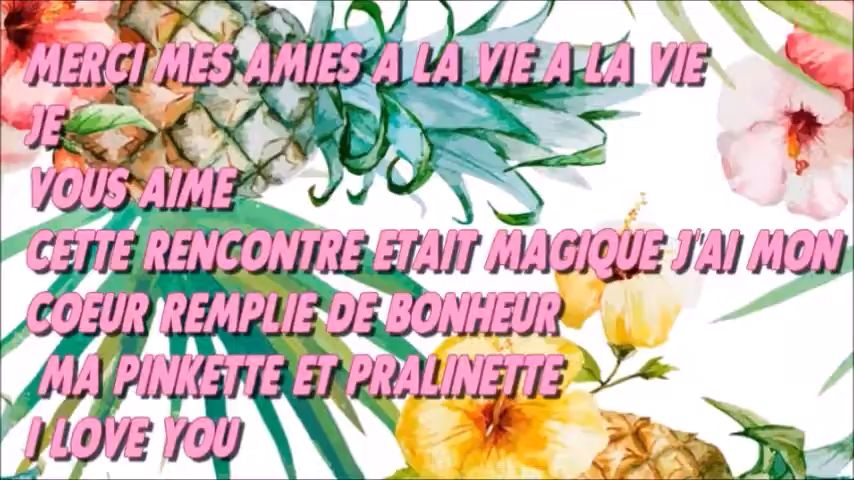 MERCI MES AMIES A LA VIE A LA VIE
JE
VOUS AIME
CETTE RENCONTRE ETAIT MAGIQUE J'AI MON
COEUR REMPLIE DE BONHEUR
MA PINKETTE ET PRALINETTE
I LOVE YOU